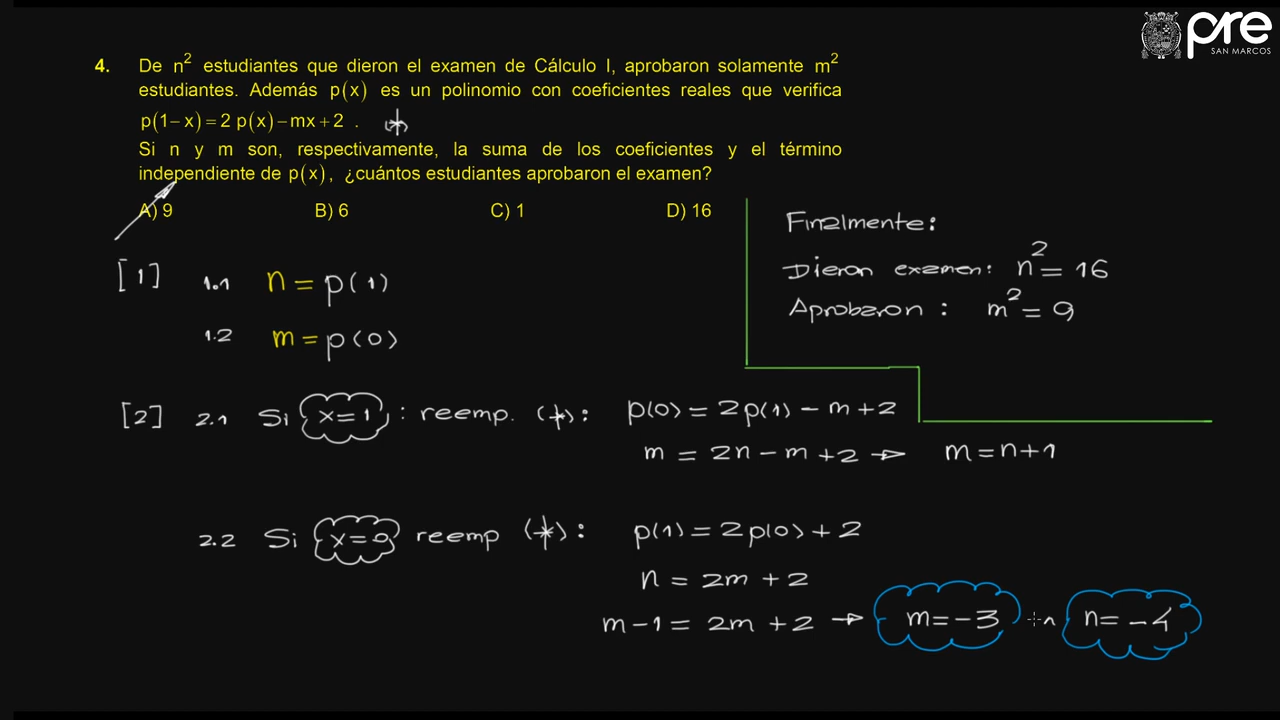 pre
SAN MARCOS
4. De n² estudiantes que dieron el examen de Cálculo I, aprobaron solamente m²
estudiantes. Además p(x) es un polinomio con coeficientes reales que verifica
p(1−x)=2 p(x)−mx+2 . (*)
Si n y m son, respectivamente, la suma de los coeficientes y el término
independiente de p(x), ¿cuántos estudiantes aprobaron el examen?
A) 9 B) 6 C) 1 D) 16
Finalmente:
Dieron examen: n² = 16
Aprobaron : m² = 9
[1] 1.1 n = p(1)
1.2 m = p(0)
[2] 2.1 Si x=1 : reemp. (*): p(0) = 2p(1) − m + 2
m = 2n − m + 2 → m = n+1
2.2 Si x=0 reemp (*): p(1) = 2p(0) + 2
n = 2m + 2
m−1 = 2m + 2 → m = −3 ∧ n = −4